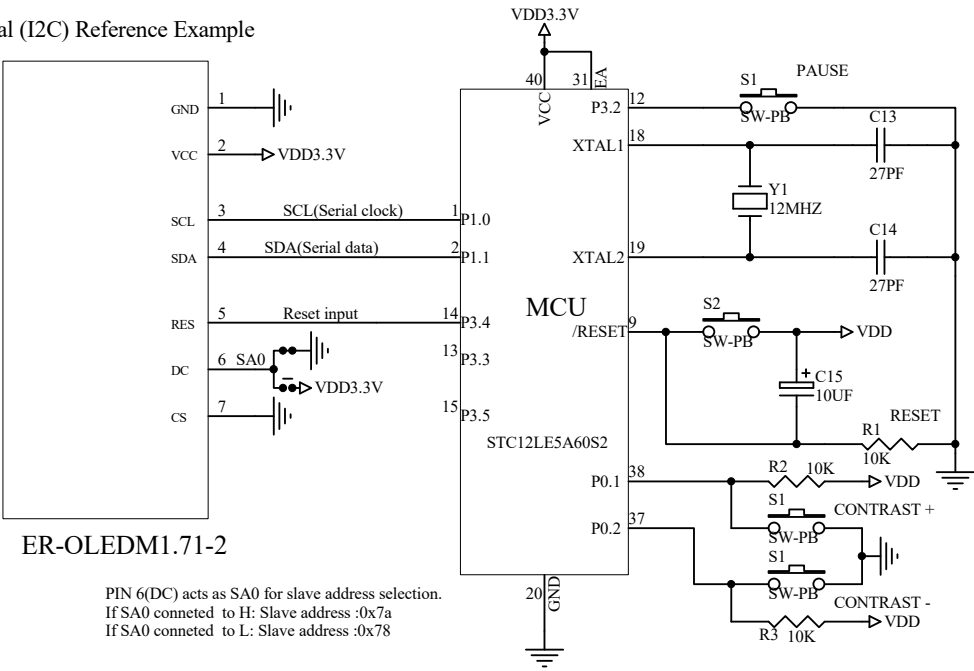 al (I2C) Reference Example
VDD3.3V
GND 1
VCC 2 VDD3.3V
SCL 3 SCL(Serial clock) 1 P1.0
SDA 4 SDA(Serial data) 2 P1.1
RES 5 Reset input 14 P3.4
DC 6 SA0
VDD3.3V
CS 7
13 P3.3
15 P3.5
40 VCC
31 EA
MCU
STC12LE5A60S2
20 GND
P3.2 12
S1 PAUSE
SW-PB
XTAL1 18
C13
27PF
Y1
12MHZ
XTAL2 19
C14
27PF
/RESET 9
S2
SW-PB
VDD
+
C15
10UF
RESET
R1
10K
P0.1 38
R2 10K VDD
S1
CONTRAST +
SW-PB
P0.2 37
S1
SW-PB
CONTRAST -
VDD
R3 10K
ER-OLEDM1.71-2
PIN 6(DC) acts as SA0 for slave address selection.
If SA0 conneted to H: Slave address :0x7a
If SA0 conneted to L: Slave address :0x78